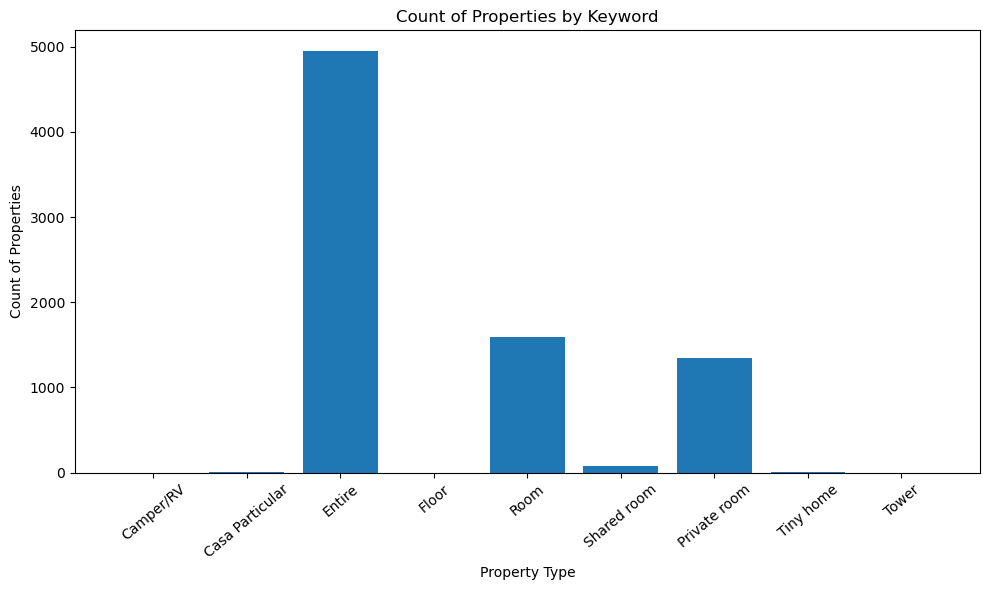 Count of Properties by Keyword
Count of Properties
5000
4000
3000
2000
1000
0
Camper/RV
Casa Particular
Entire
Floor
Room
Shared room
Private room
Tiny home
Tower
Property Type